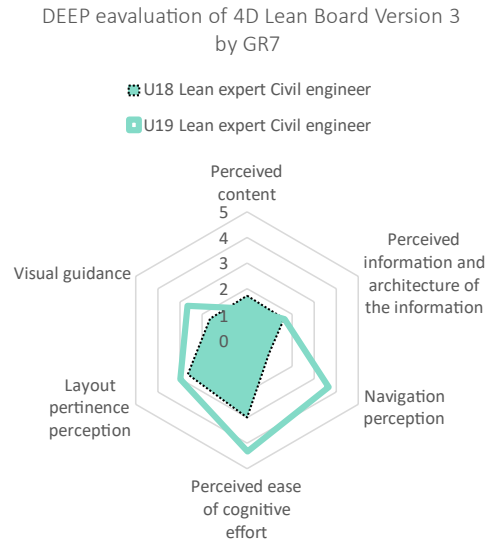 DEEP eavaluation of 4D Lean Board Version 3
by GR7
U18 Lean expert Civil engineer
U19 Lean expert Civil engineer
Perceived
content
5
4
3
2
1
0
Perceived
information and
architecture of
the information
Navigation
perception
Perceived ease
of cognitive
effort
Layout
pertinence
perception
Visual guidance